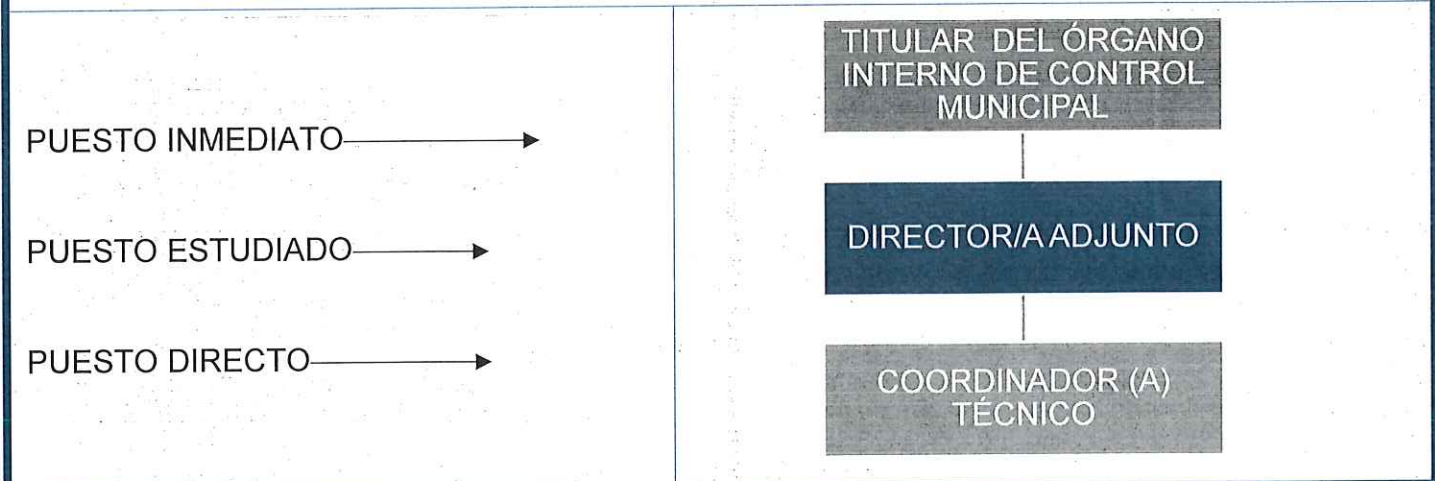 TITULAR DEL ÓRGANO
INTERNO DE CONTROL
MUNICIPAL
PUESTO INMEDIATO
PUESTO ESTUDIADO
DIRECTOR/A ADJUNTO
PUESTO DIRECTO
COORDINADOR (A)
TÉCNICO